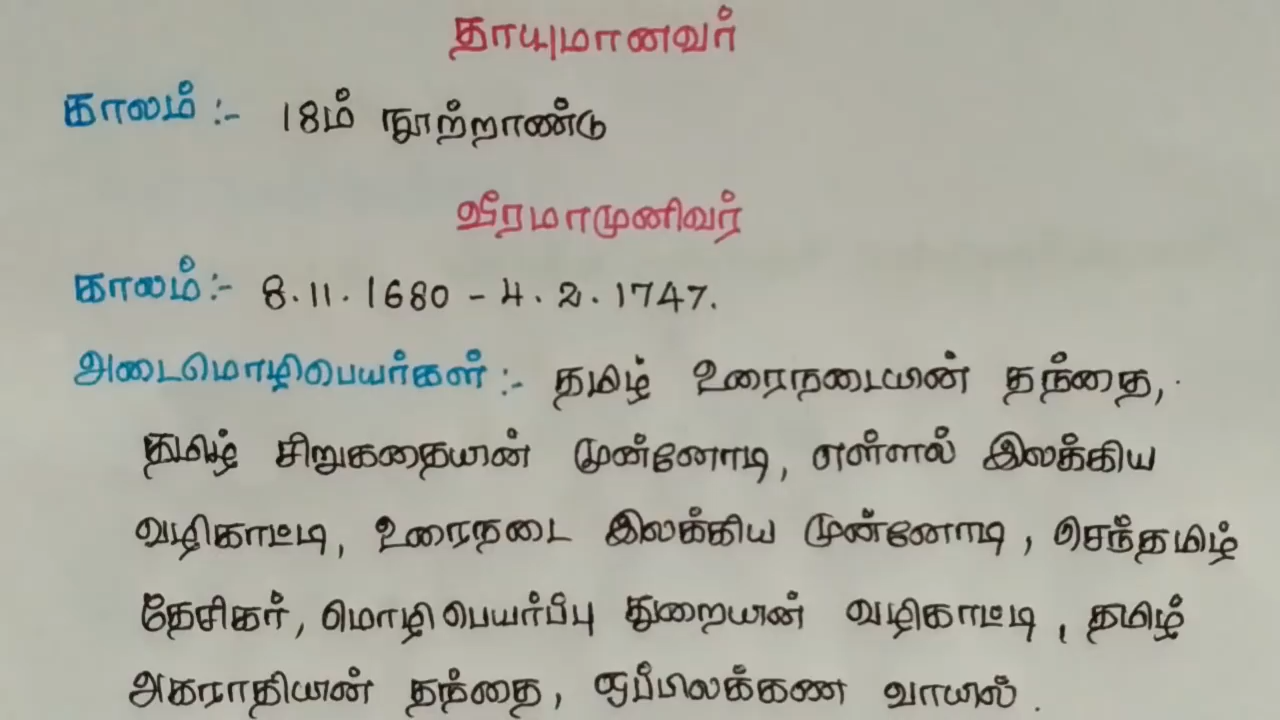 தாயுமானவர்
காலம் :- 18ம் நூற்றாண்டு
வீரமாமுனிவர்
காலம் :- 8.11.1680 - 4.2.1747.
அடைமொழிபெயர்கள் :- தமிழ் உரைநடையின் தந்தை,
தமிழ் சிறுகதையின் முன்னோடி, எள்ளல் இலக்கிய
வழிகாட்டி, உரைநடை இலக்கிய முன்னோடி, செந்தமிழ்
தேசிகர், மொழிபெயர்ப்பு துறையின் வழிகாட்டி, தமிழ்
அகராதியின் தந்தை, ஒப்பிலக்கண வாயில்.